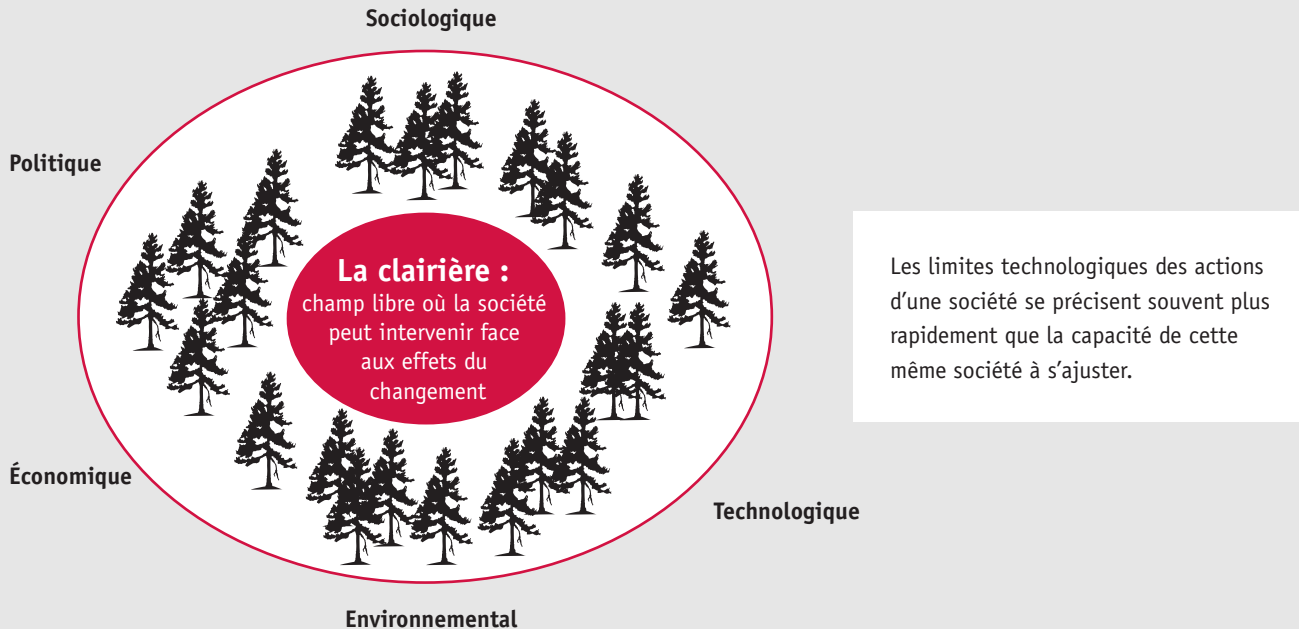 Sociologique
Politique
La clairière :
champ libre où la société
peut intervenir face
aux effets du
changement
Les limites technologiques des actions
d'une société se précisent souvent plus
rapidement que la capacité de cette
même société à s'ajuster.
Économique
Technologique
Environnemental